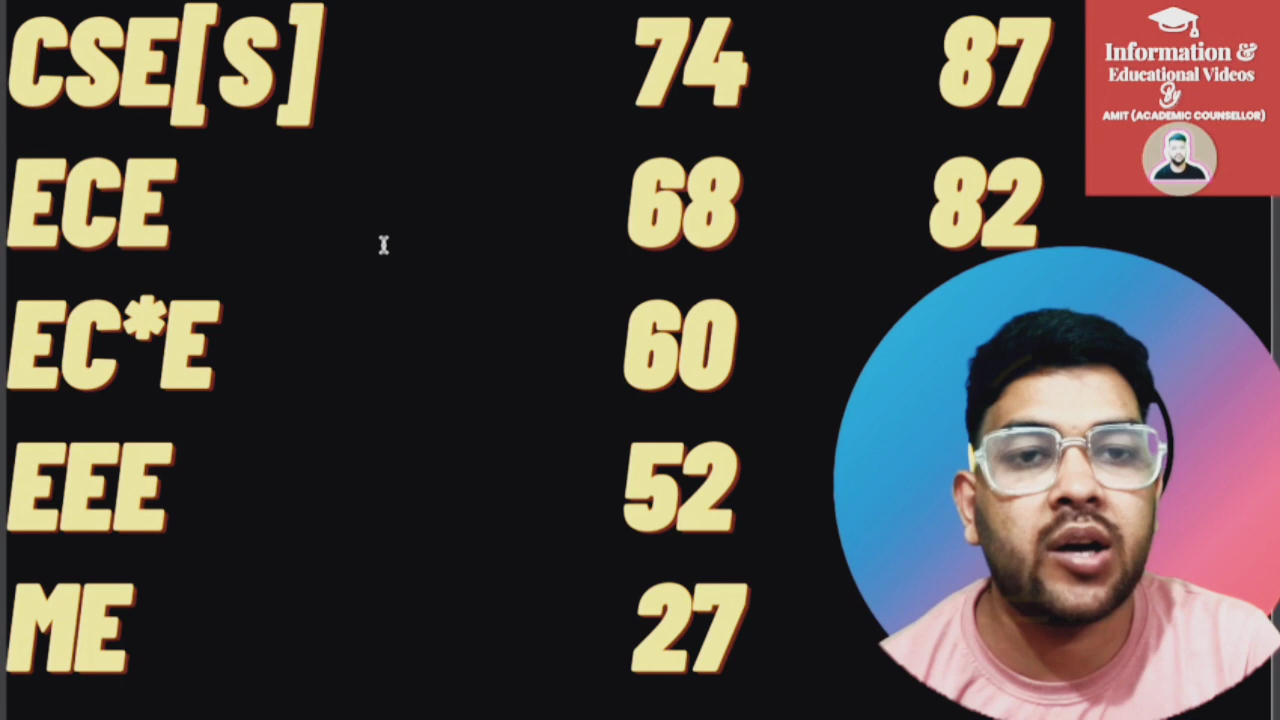 CSE[S] 74 87
ECE 68 82
EC*E 60
EEE 52
ME 27
Information &
Educational Videos
By
AMIT (ACADEMIC COUNSELLOR)